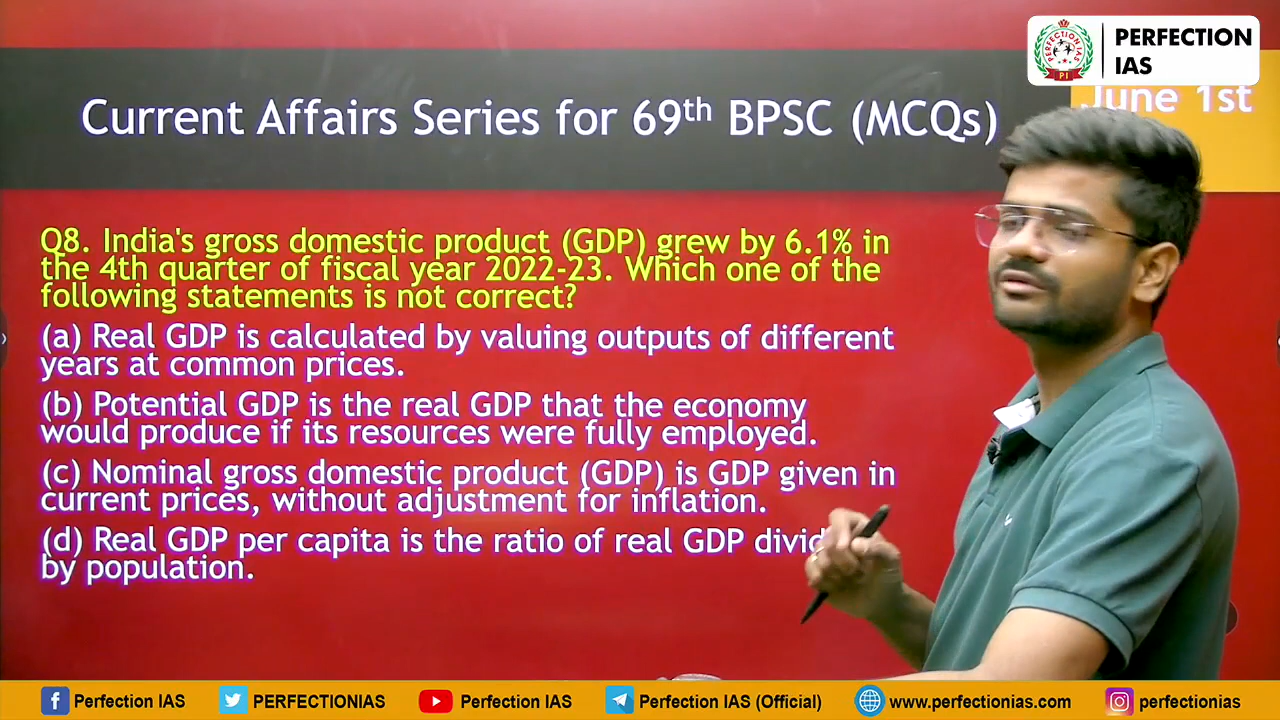 PERFECTION
IAS
PERFECTION IAS
PI
June 1st
Current Affairs Series for 69th BPSC (MCQs)
Q8. India's gross domestic product (GDP) grew by 6.1% in
the 4th quarter of fiscal year 2022-23. Which one of the
following statements is not correct?
(a) Real GDP is calculated by valuing outputs of different
years at common prices.
(b) Potential GDP is the real GDP that the economy
would produce if its resources were fully employed.
(c) Nominal gross domestic product (GDP) is GDP given in
current prices, without adjustment for inflation.
(d) Real GDP per capita is the ratio of real GDP
by population.
Perfection IAS PERFECTIONIAS Perfection IAS Perfection IAS (Official) www.perfectionias.com perfectionias